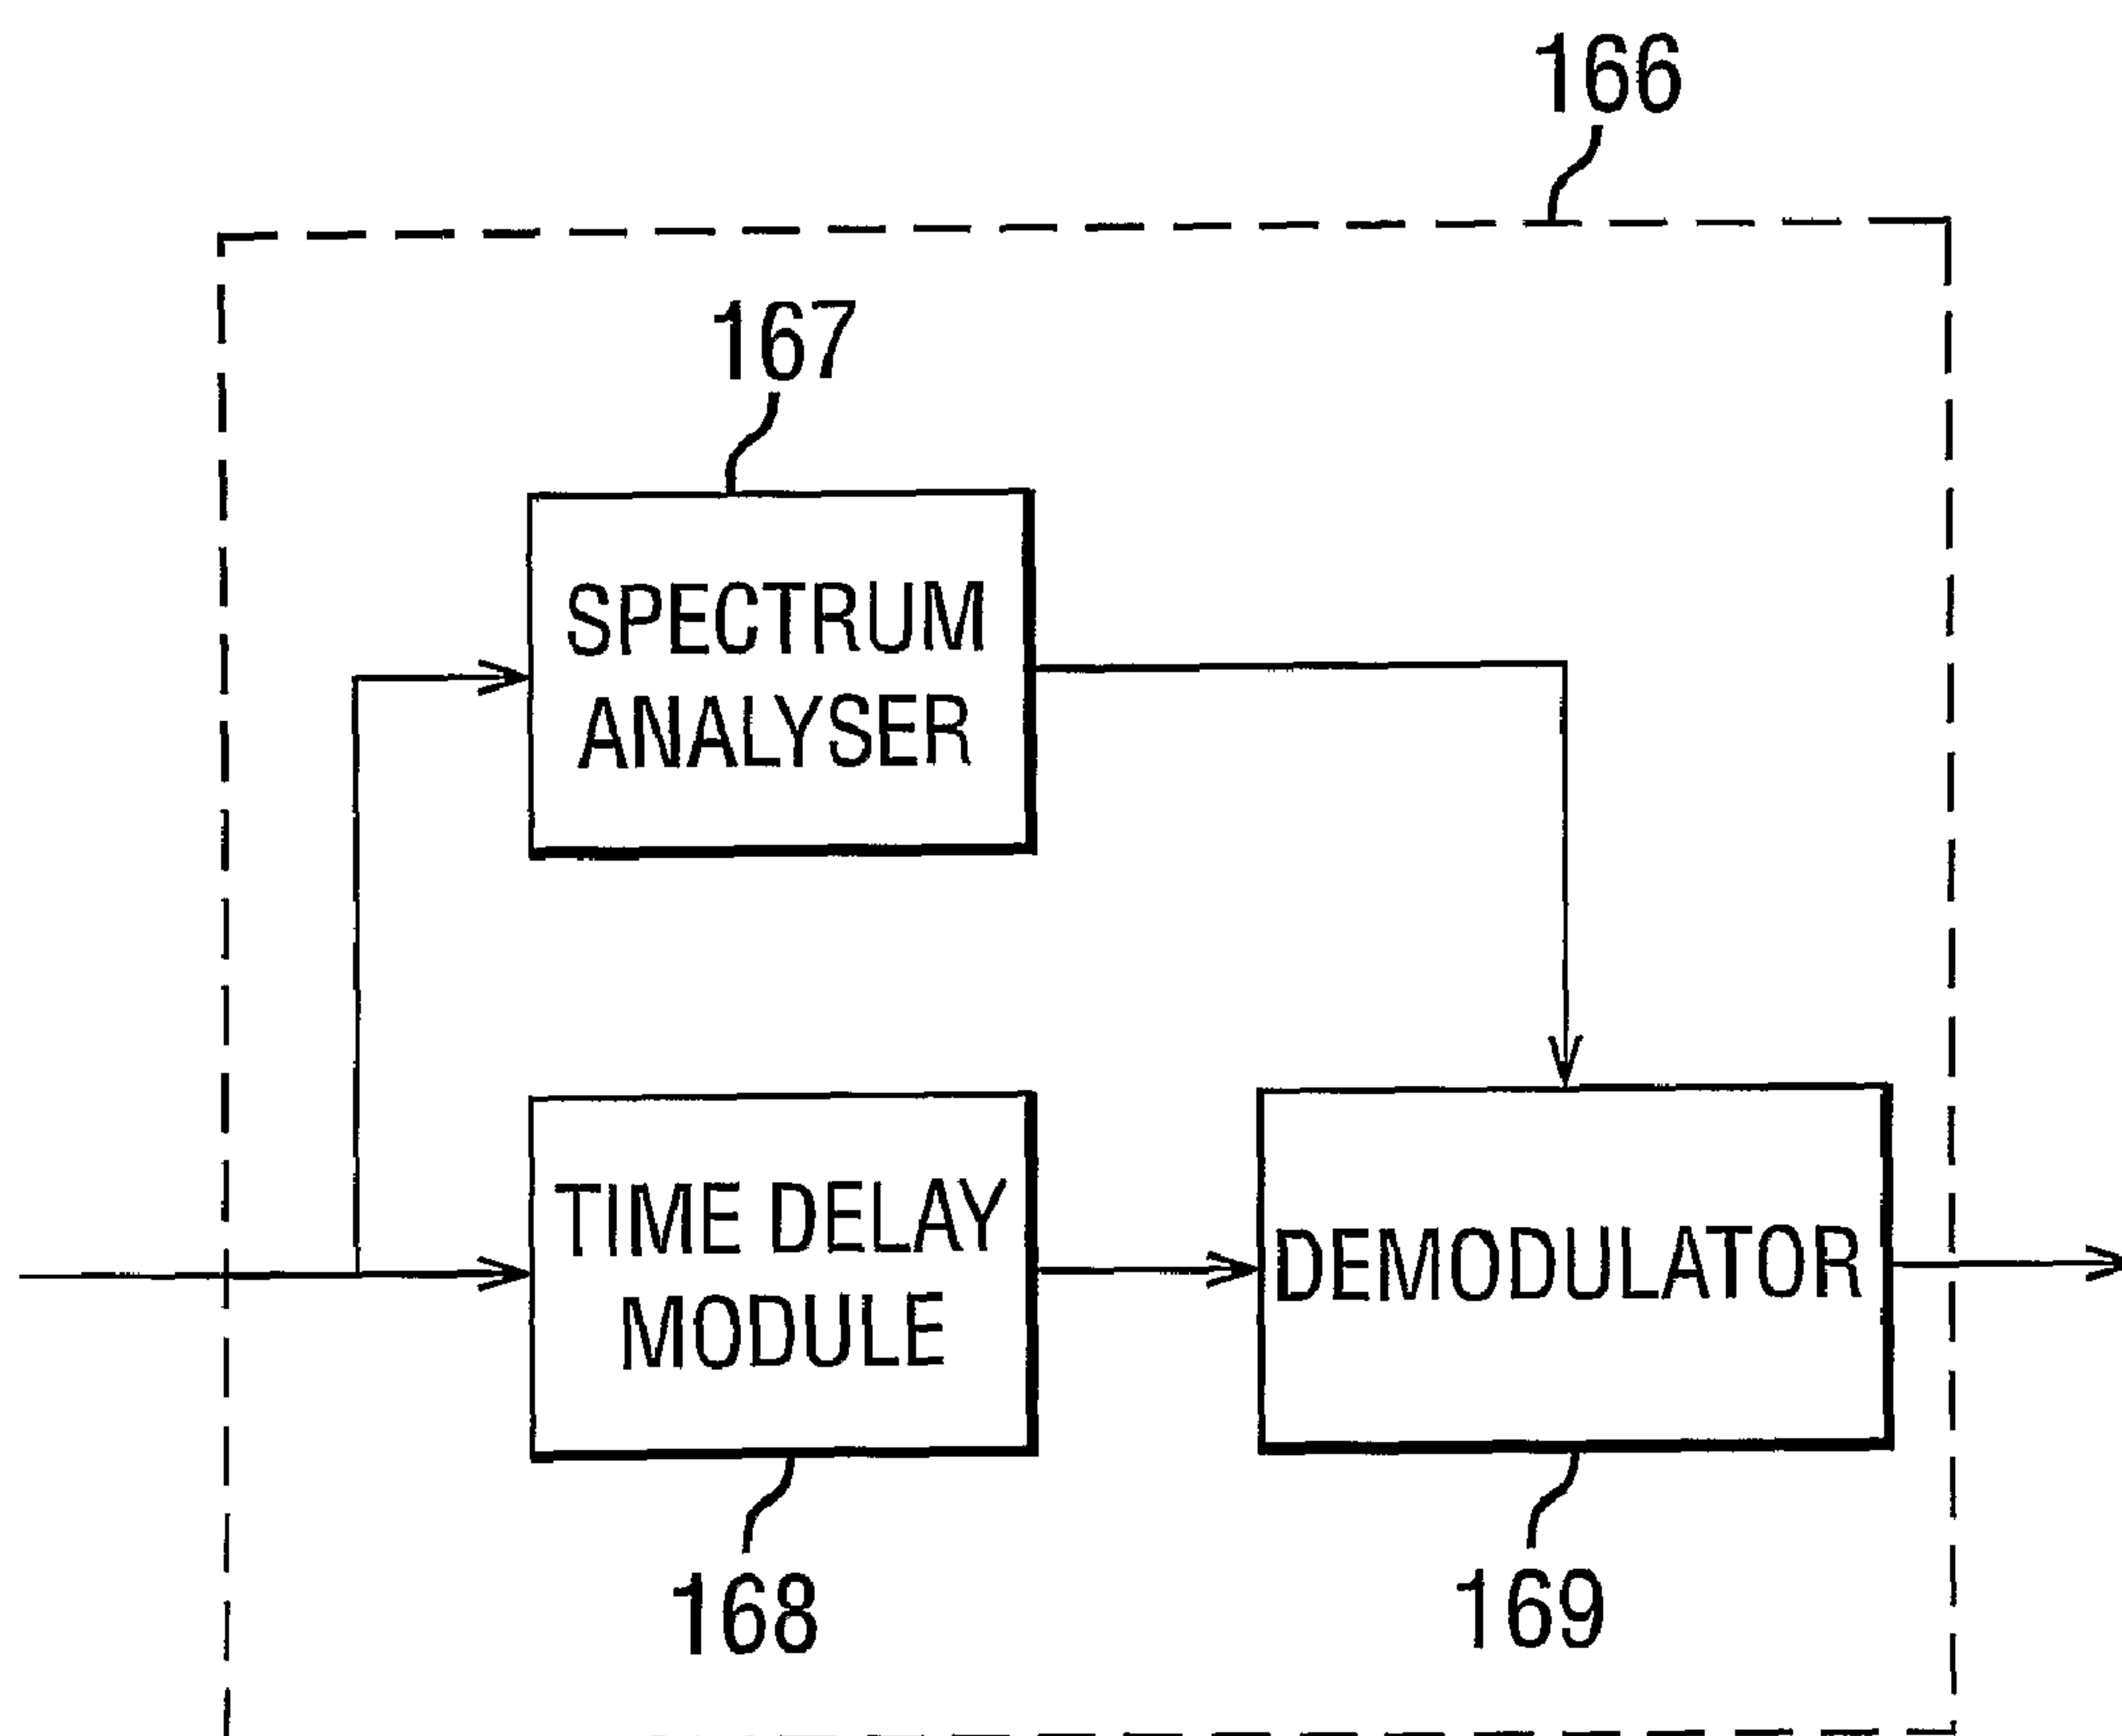 166
167
SPECTRUM
ANALYSER
TIME DELAY
MODULE
DEMODULATOR
168
169